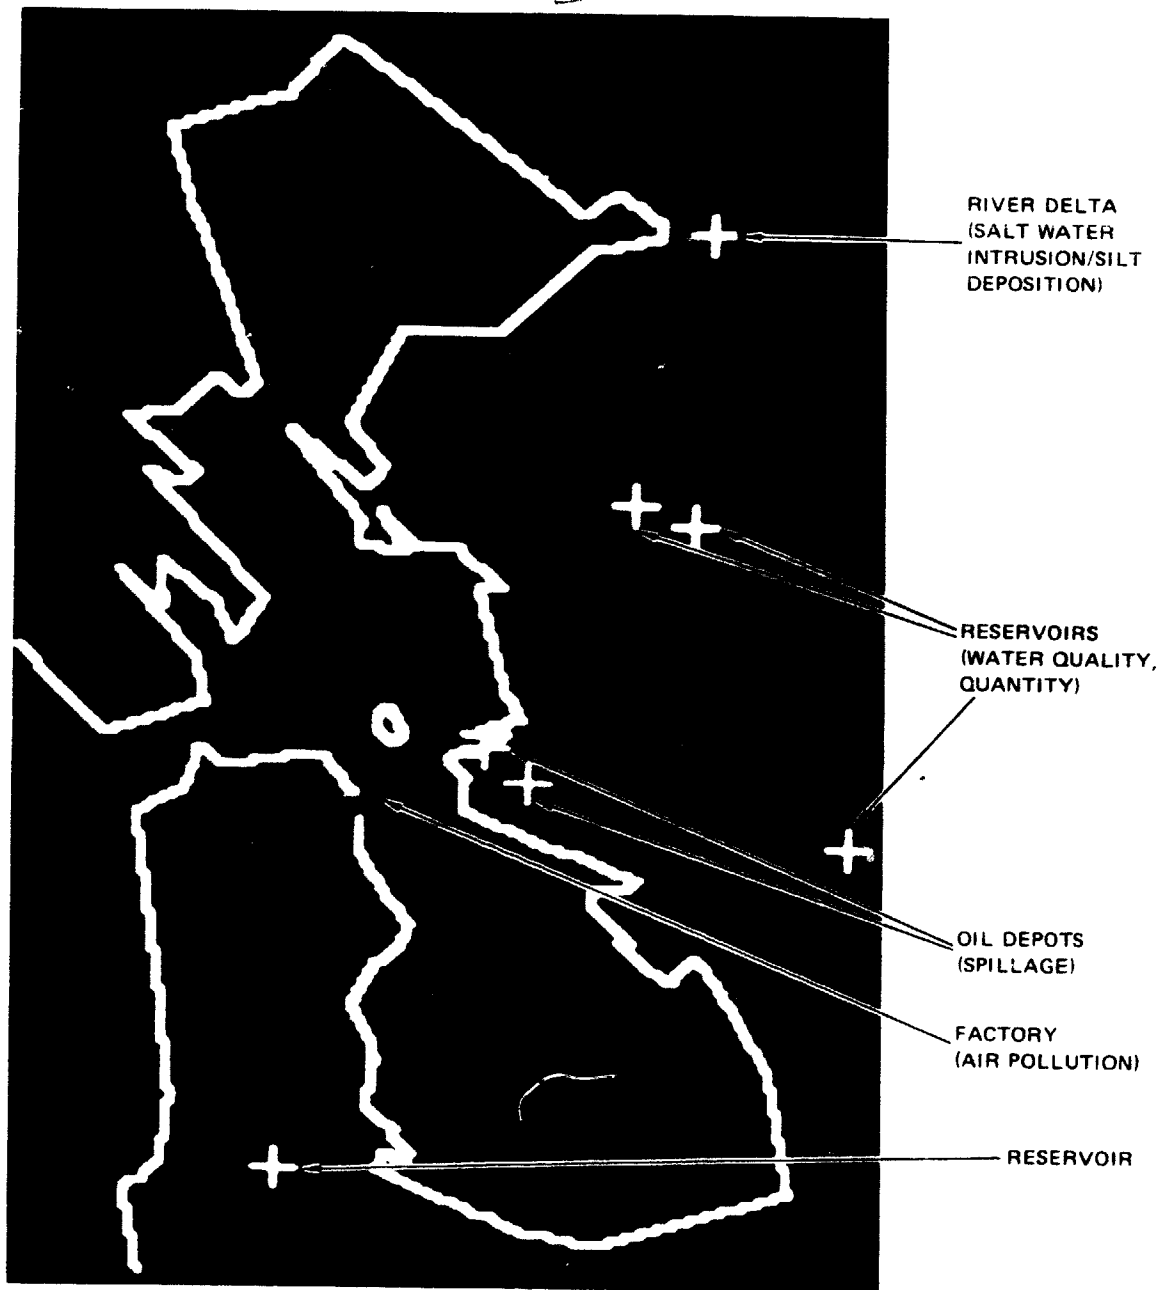 RIVER DELTA
(SALT WATER
INTRUSION/SILT
DEPOSITION)
RESERVOIRS
(WATER QUALITY,
QUANTITY)
OIL DEPOTS
(SPILLAGE)
FACTORY
(AIR POLLUTION)
RESERVOIR